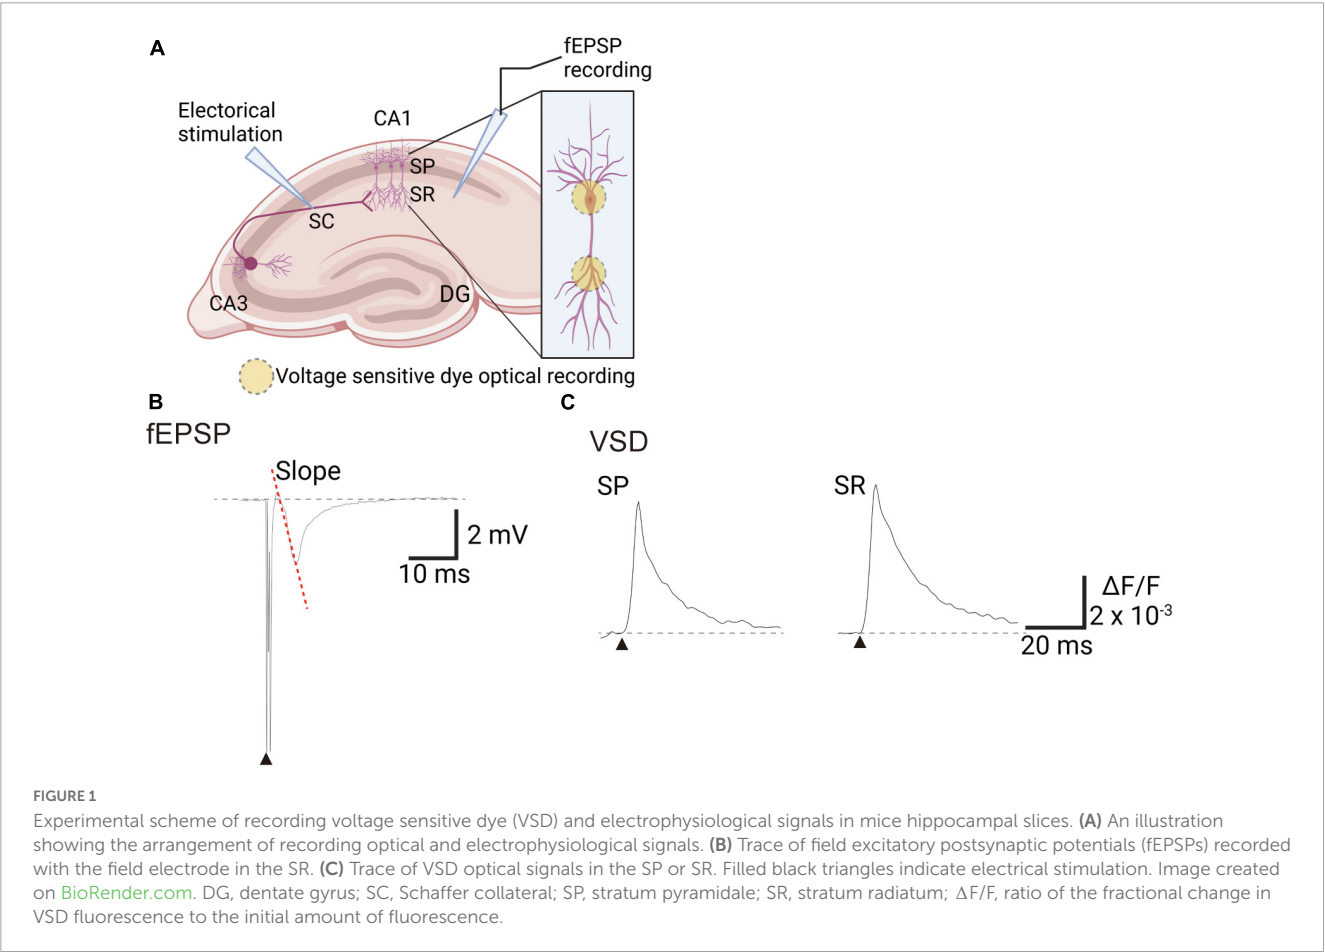 A
fEPSP
recording
Electorical
stimulation
CA1
SP
SR
SC
CA3
DG
Voltage sensitive dye optical recording
B
fEPSP
Slope
2 mV
10 ms
C
VSD
SP
SR
ΔF/F
2 x 10⁻³
20 ms
FIGURE 1
Experimental scheme of recording voltage sensitive dye (VSD) and electrophysiological signals in mice hippocampal slices. (A) An illustration
showing the arrangement of recording optical and electrophysiological signals. (B) Trace of field excitatory postsynaptic potentials (fEPSPs) recorded
with the field electrode in the SR. (C) Trace of VSD optical signals in the SP or SR. Filled black triangles indicate electrical stimulation. Image created
on BioRender.com. DG, dentate gyrus; SC, Schaffer collateral; SP, stratum pyramidale; SR, stratum radiatum; ΔF/F, ratio of the fractional change in
VSD fluorescence to the initial amount of fluorescence.